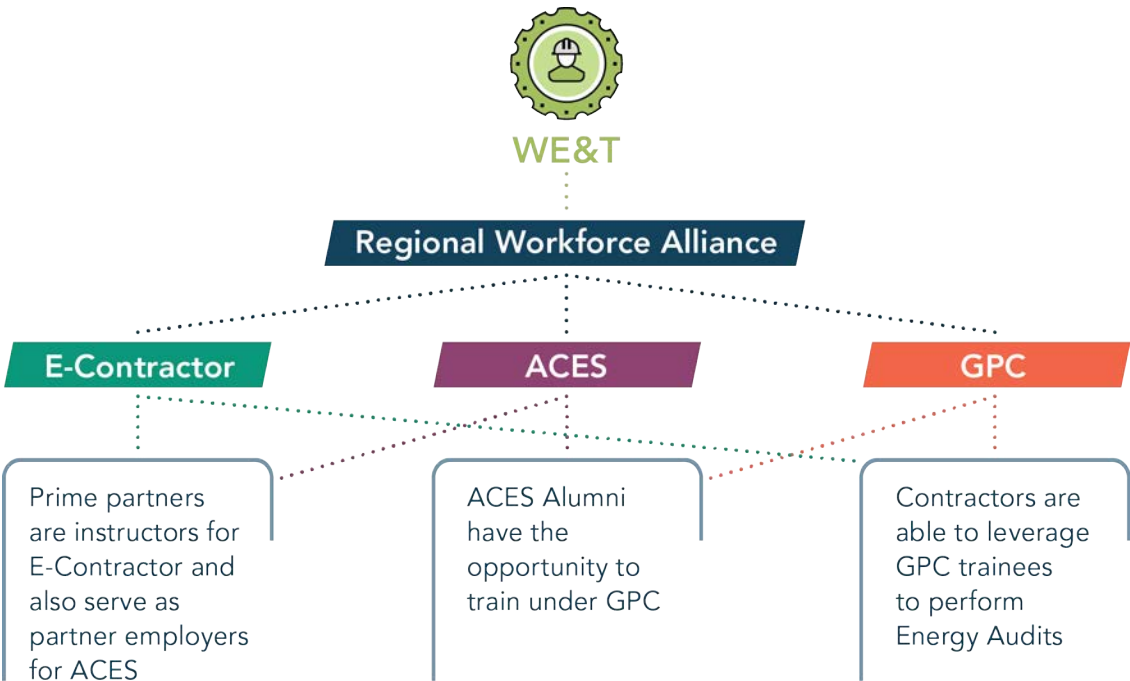 WE&T
Regional Workforce Alliance
E-Contractor
ACES
GPC
Prime partners
are instructors for
E-Contractor and
also serve as
partner employers
for ACES
ACES Alumni
have the
opportunity to
train under GPC
Contractors are
able to leverage
GPC trainees
to perform
Energy Audits